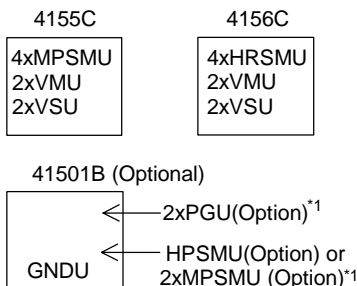 4155C
4156C
4xMPSMU
2xVMU
2xVSU
4xHRSMU
2xVMU
2xVSU
41501B (Optional)
2xPGU(Option)*1
HPSMU(Option) or
2xMPSMU (Option)*1
GNDU